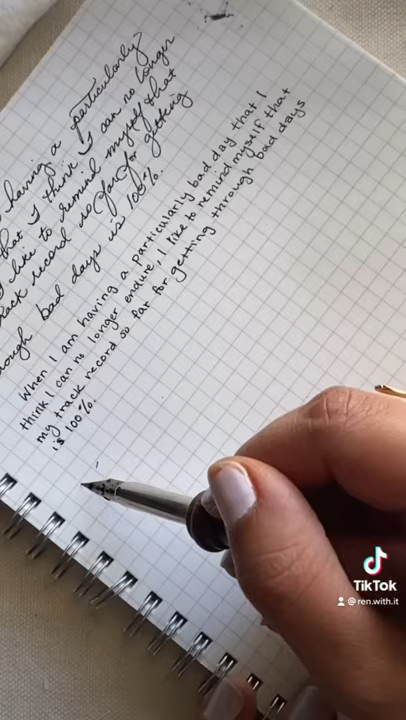 having a particularly
that I think I can no longer
I like to remind myself that
track record so far for getting
through bad days is 100%.
When I am having a particularly bad day that I
think I can no longer endure, I like to remind myself that
my track record so far for getting through bad days
is 100%.
TikTok
@ren.with.it